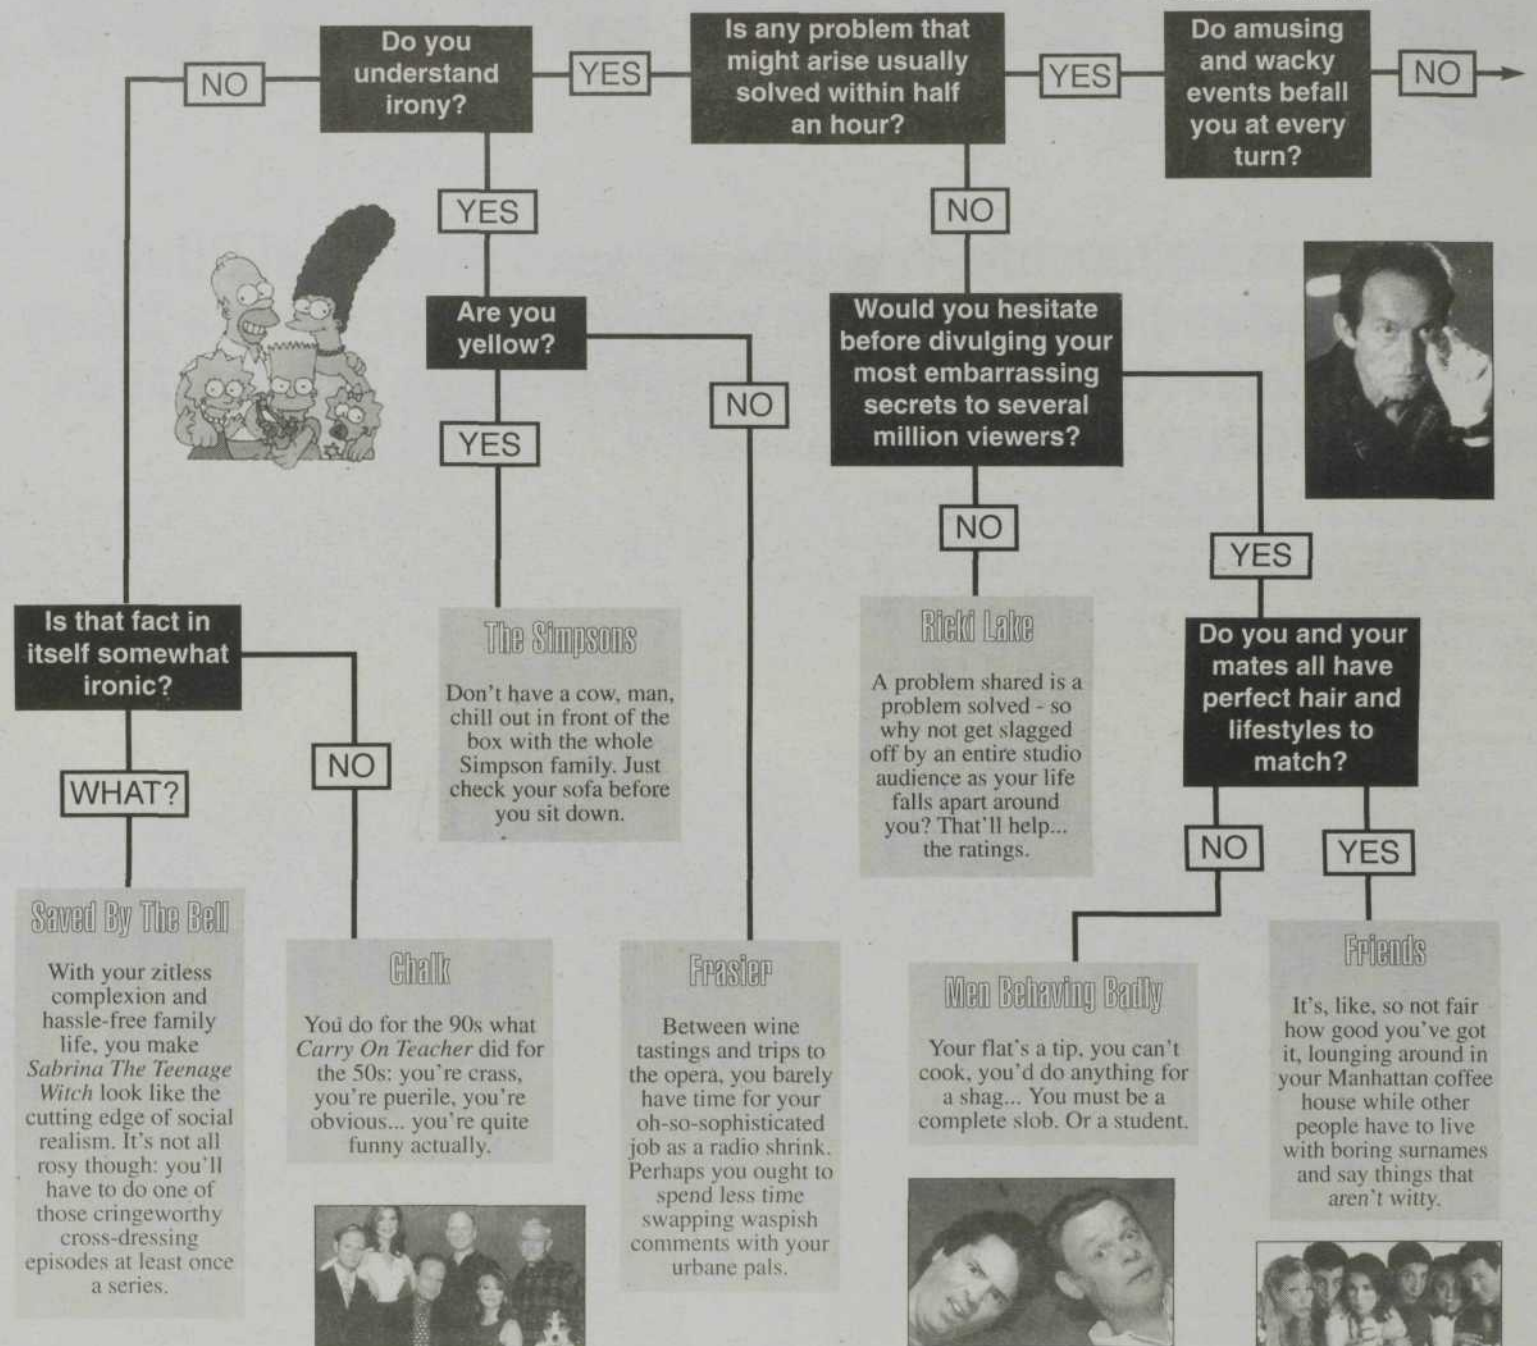 Do you
understand
irony?
NO
YES
Is any problem that
might arise usually
solved within half
an hour?
YES
Do amusing
and wacky
events befall
you at every
turn?
NO
YES
NO
Are you
yellow?
YES
NO
Would you hesitate
before divulging your
most embarrassing
secrets to several
million viewers?
NO
YES
Is that fact in
itself somewhat
ironic?
WHAT?
NO
The Simpsons
Don't have a cow, man,
chill out in front of the
box with the whole
Simpson family. Just
check your sofa before
you sit down.
Ricki Lake
A problem shared is a
problem solved - so
why not get slagged
off by an entire studio
audience as your life
falls apart around
you? That'll help...
the ratings.
Do you and your
mates all have
perfect hair and
lifestyles to
match?
NO
YES
Saved By The Bell
With your zitless
complexion and
hassle-free family
life, you make
Sabrina The Teenage
Witch look like the
cutting edge of social
realism. It's not all
rosy though: you'll
have to do one of
those cringeworthy
cross-dressing
episodes at least once
a series.
Chalk
You do for the 90s what
Carry On Teacher did for
the 50s: you're crass,
you're puerile, you're
obvious... you're quite
funny actually.
Frasier
Between wine
tastings and trips to
the opera, you barely
have time for your
oh-so-sophisticated
job as a radio shrink.
Perhaps you ought to
spend less time
swapping waspish
comments with your
urbane pals.
Men Behaving Badly
Your flat's a tip, you can't
cook, you'd do anything for
a shag... You must be a
complete slob. Or a student.
Friends
It's, like, so not fair
how good you've got
it, lounging around in
your Manhattan coffee
house while other
people have to live
with boring surnames
and say things that
aren't witty.